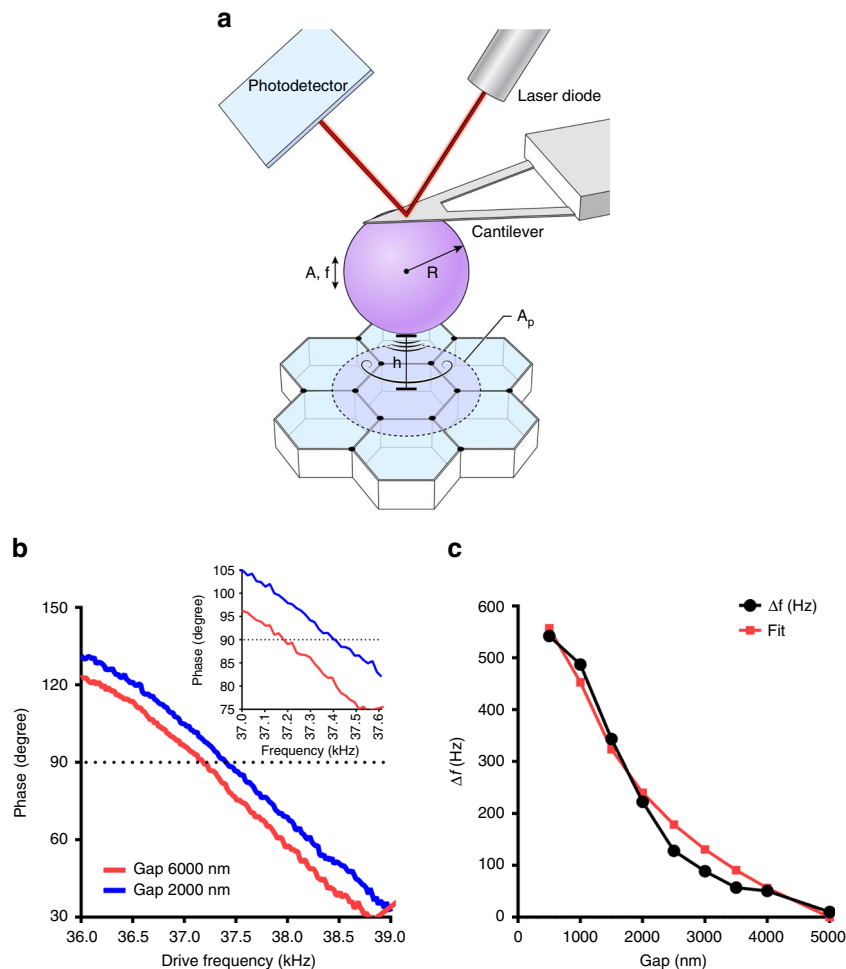 a
Photodetector
Laser diode
Cantilever
A, f
R
A_p
h
b
150
120
90
60
30
Phase (degree)
36.0 36.5 37.0 37.5 38.0 38.5 39.0
Drive frequency (kHz)
Gap 6000 nm
Gap 2000 nm
105
100
95
90
85
80
75
Phase (degree)
37.0 37.1 37.2 37.3 37.4 37.5 37.6
Frequency (kHz)
c
600
500
400
300
200
100
0
Δf (Hz)
0 1000 2000 3000 4000 5000
Gap (nm)
Δf (Hz)
Fit